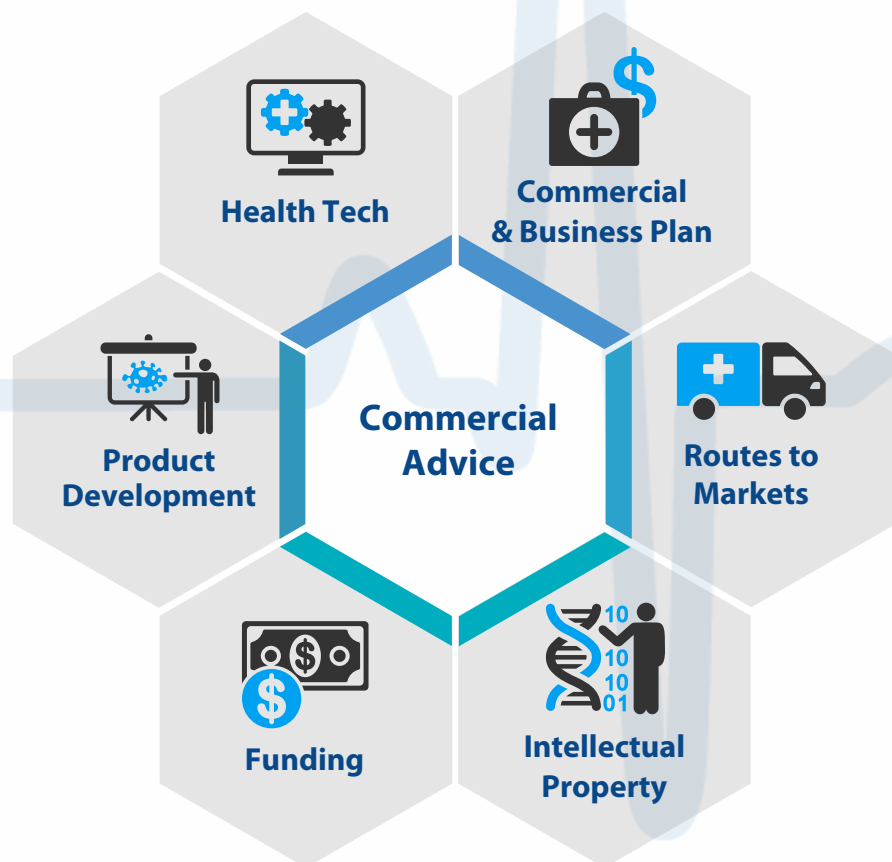 Health Tech
$
Commercial
& Business Plan
Product
Development
Commercial
Advice
Routes to
Markets
$
$
Funding
10
10
10
01
Intellectual
Property